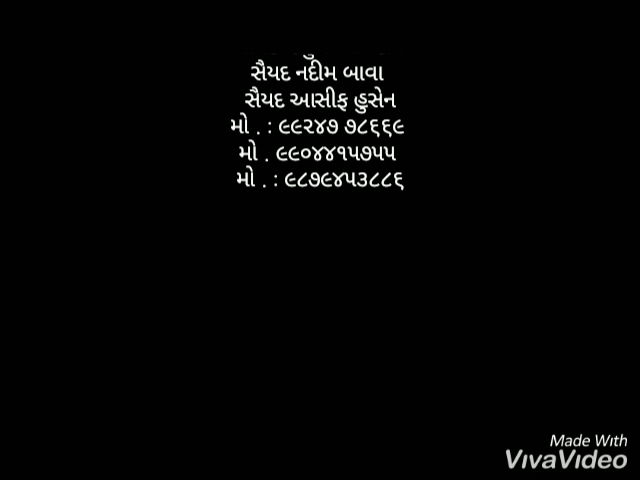 સૈયદ નદીમ બાવા
સૈયદ આસીફ હુસેન
મો . : ૯૯૨૪૭ ૭૮૬૬૯
મો . ૯૯૦૪૪૧૫૭૫૫
મો . : ૯૮૭૯૪૫૩૮૮૬
Made With
VivaVideo